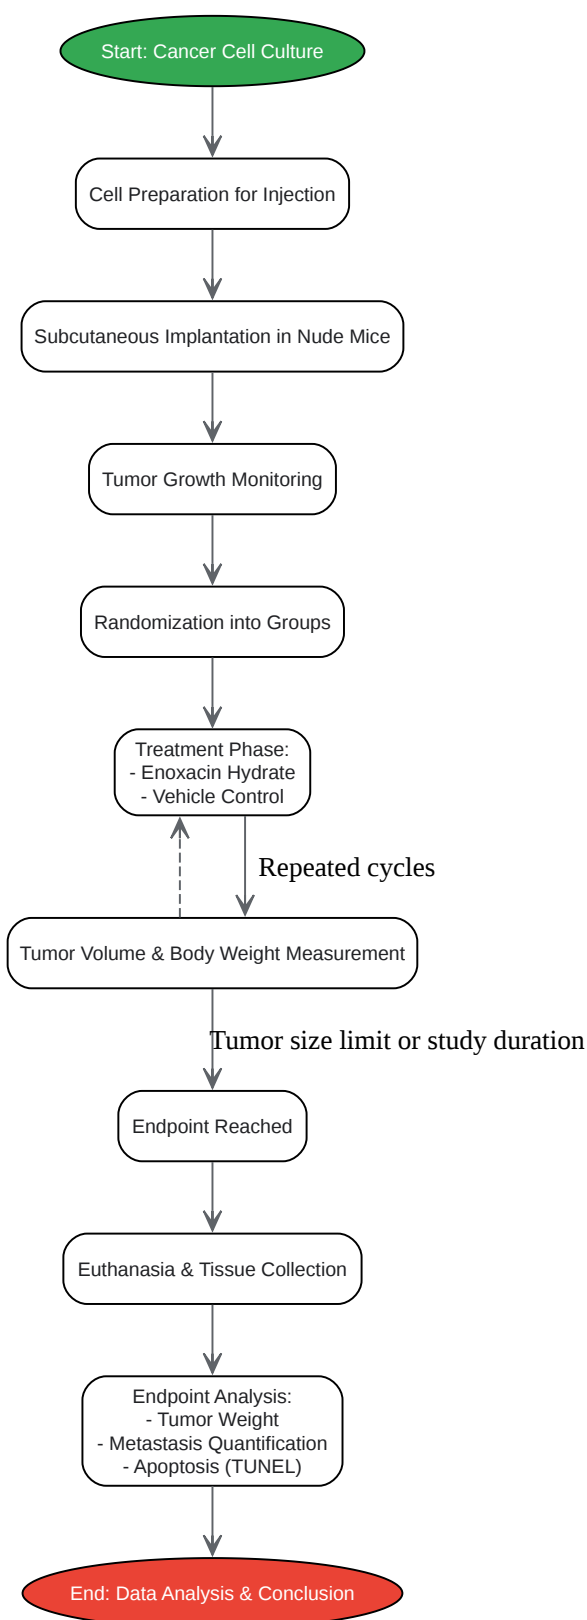 Start: Cancer Cell Culture
Cell Preparation for Injection
Subcutaneous Implantation in Nude Mice
Tumor Growth Monitoring
Randomization into Groups
Treatment Phase:
- Enoxacin Hydrate
- Vehicle Control
Repeated cycles
Tumor Volume & Body Weight Measurement
Tumor size limit or study duration
Endpoint Reached
Euthanasia & Tissue Collection
Endpoint Analysis:
- Tumor Weight
- Metastasis Quantification
- Apoptosis (TUNEL)
End: Data Analysis & Conclusion